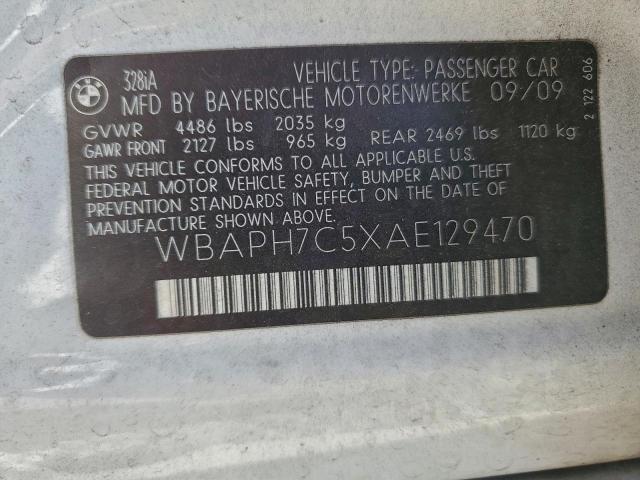 BMW
328iA
VEHICLE TYPE: PASSENGER CAR
MFD BY BAYERISCHE MOTORENWERKE 09/09
GVWR 4486 lbs 2035 kg
GAWR FRONT 2127 lbs 965 kg REAR 2469 lbs 1120 kg
THIS VEHICLE CONFORMS TO ALL APPLICABLE U.S.
FEDERAL MOTOR VEHICLE SAFETY, BUMPER AND THEFT
PREVENTION STANDARDS IN EFFECT ON THE DATE OF
MANUFACTURE SHOWN ABOVE.
WBAPH7C5XAE129470
2 122 606